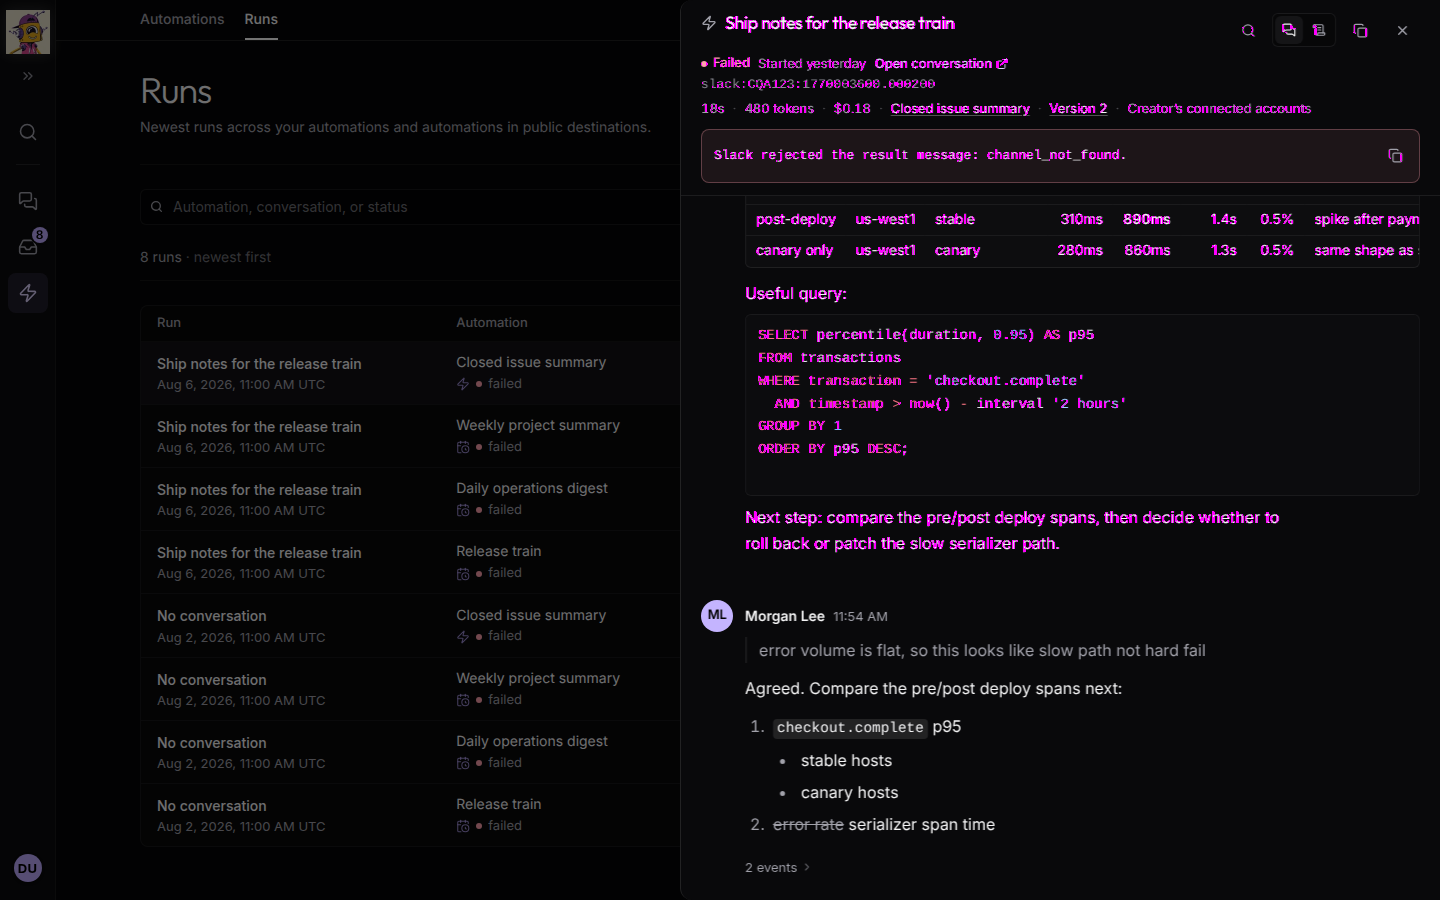 Automations Runs
8
DU
Runs
Newest runs across your automations and automations in public destinations.
Automation, conversation, or status
8 runs · newest first
Run Automation
Ship notes for the release train Closed issue summary
Aug 6, 2026, 11:00 AM UTC failed
Ship notes for the release train Weekly project summary
Aug 6, 2026, 11:00 AM UTC failed
Ship notes for the release train Daily operations digest
Aug 6, 2026, 11:00 AM UTC failed
Ship notes for the release train Release train
Aug 6, 2026, 11:00 AM UTC failed
No conversation Closed issue summary
Aug 2, 2026, 11:00 AM UTC failed
No conversation Weekly project summary
Aug 2, 2026, 11:00 AM UTC failed
No conversation Daily operations digest
Aug 2, 2026, 11:00 AM UTC failed
No conversation Release train
Aug 2, 2026, 11:00 AM UTC failed
Ship notes for the release train
Failed Started yesterday Open conversation
slack:CQA123:1770003600.000200
18s · 480 tokens · $0.18 · Closed issue summary · Version 2 · Creator's connected accounts
Slack rejected the result message: channel_not_found.
post-deploy us-west1 stable 310ms 890ms 1.4s 0.5% spike after payn
canary only us-west1 canary 280ms 860ms 1.3s 0.5% same shape as
Useful query:
SELECT percentile(duration, 0.95) AS p95
FROM transactions
WHERE transaction = 'checkout.complete'
AND timestamp > now() - interval '2 hours'
GROUP BY 1
ORDER BY p95 DESC;
Next step: compare the pre/post deploy spans, then decide whether to
roll back or patch the slow serializer path.
ML Morgan Lee 11:54 AM
error volume is flat, so this looks like slow path not hard fail
Agreed. Compare the pre/post deploy spans next:
1. checkout.complete p95
• stable hosts
• canary hosts
2. error rate serializer span time
2 events